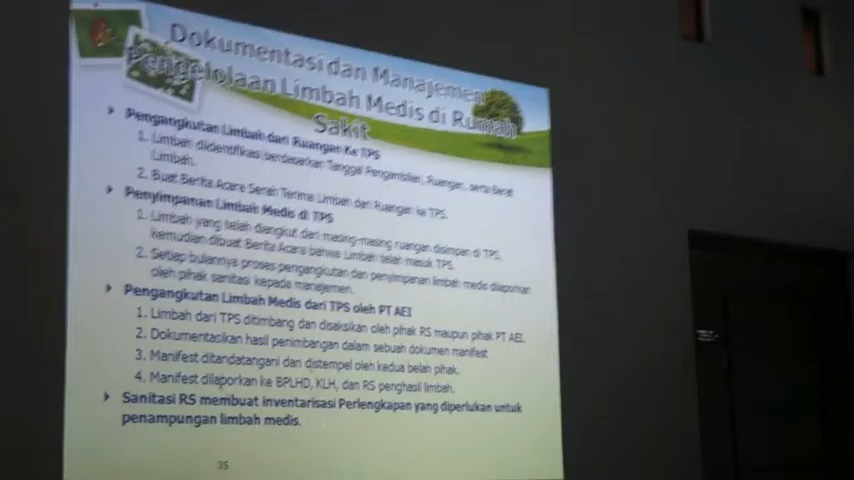 Dokumentasi dan Manajemen
Pengelolaan Limbah Medis di Rumah
Sakit
Pengangkutan Limbah dari Ruangan Ke TPS
1. Limbah diidentifikasi berdasarkan Tanggal Pengambilan, Ruangan, serta Berat
Limbah.
2. Buat Berita Acara Serah Terima Limbah dari Ruangan ke TPS.
Penyimpanan Limbah Medis di TPS
1. Limbah yang telah diangkut dari masing-masing ruangan disimpan di TPS,
kemudian dibuat Berita Acara bahwa Limbah telah masuk TPS.
2. Setiap bulannya proses pengangkutan dan penyimpanan limbah medis dilaporkan
oleh pihak sanitasi kepada manajemen.
Pengangkutan Limbah Medis dari TPS oleh PT AEI
1. Limbah dari TPS ditimbang dan disaksikan oleh pihak RS maupun pihak PT AEI.
2. Dokumentasikan hasil penimbangan dalam sebuah dokumen manifest
3. Manifest ditandatangani dan distempel oleh kedua belah pihak.
4. Manifest dilaporkan ke BPLHD, KLH, dan RS penghasil limbah.
Sanitasi RS membuat inventarisasi Perlengkapan yang diperlukan untuk
penampungan limbah medis.
35